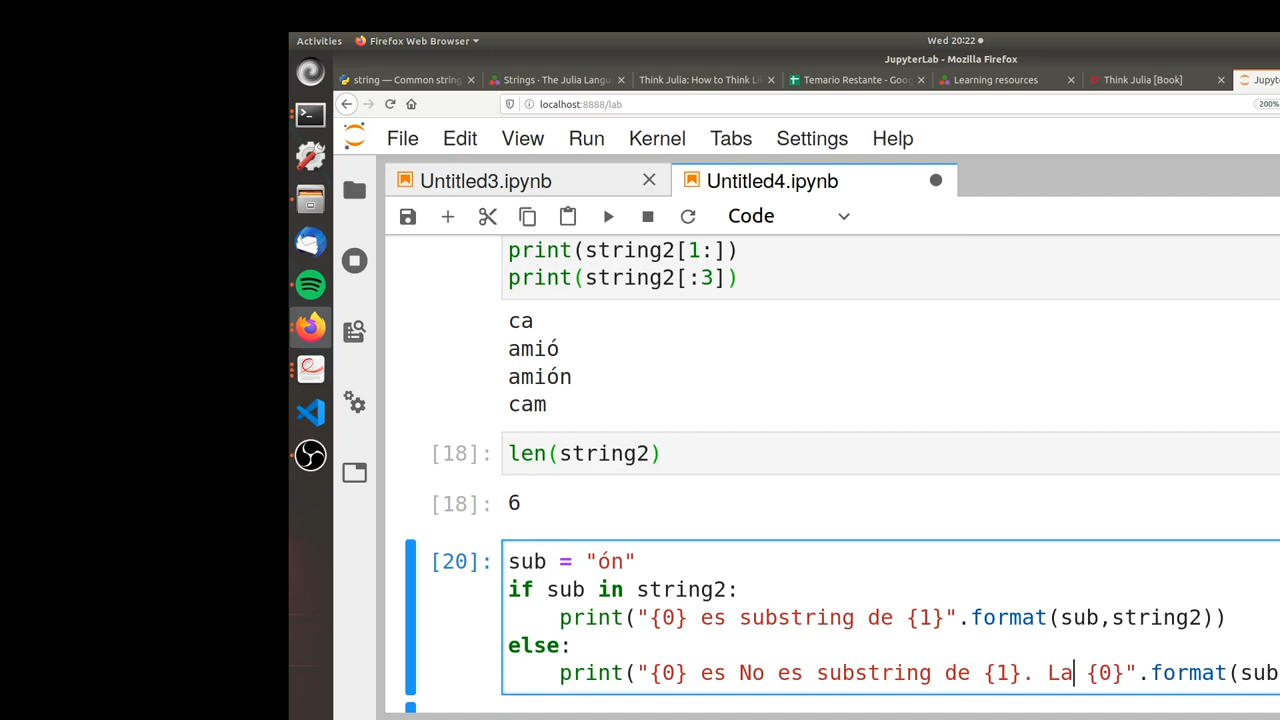 Activities Firefox Web Browser Wed 20:22
JupyterLab - Mozilla Firefox
string — Common string Strings · The Julia Langu Think Julia: How to Think Li Temario Restante - Goog Learning resources Think Julia [Book] Jupyte
localhost:8888/lab 200%
File Edit View Run Kernel Tabs Settings Help
Untitled3.ipynb Untitled4.ipynb
Code
print(string2[1:])
print(string2[:3])
ca
amió
amión
cam
[18]: len(string2)
[18]: 6
[20]: sub = "ón"
if sub in string2:
print("{0} es substring de {1}".format(sub,string2))
else:
print("{0} es No es substring de {1}. La {0}".format(sub